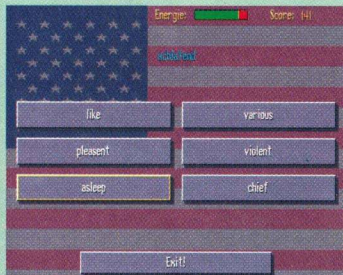 Energie: Score: 141
like various
pleasent violent
asleep chief
Exit!